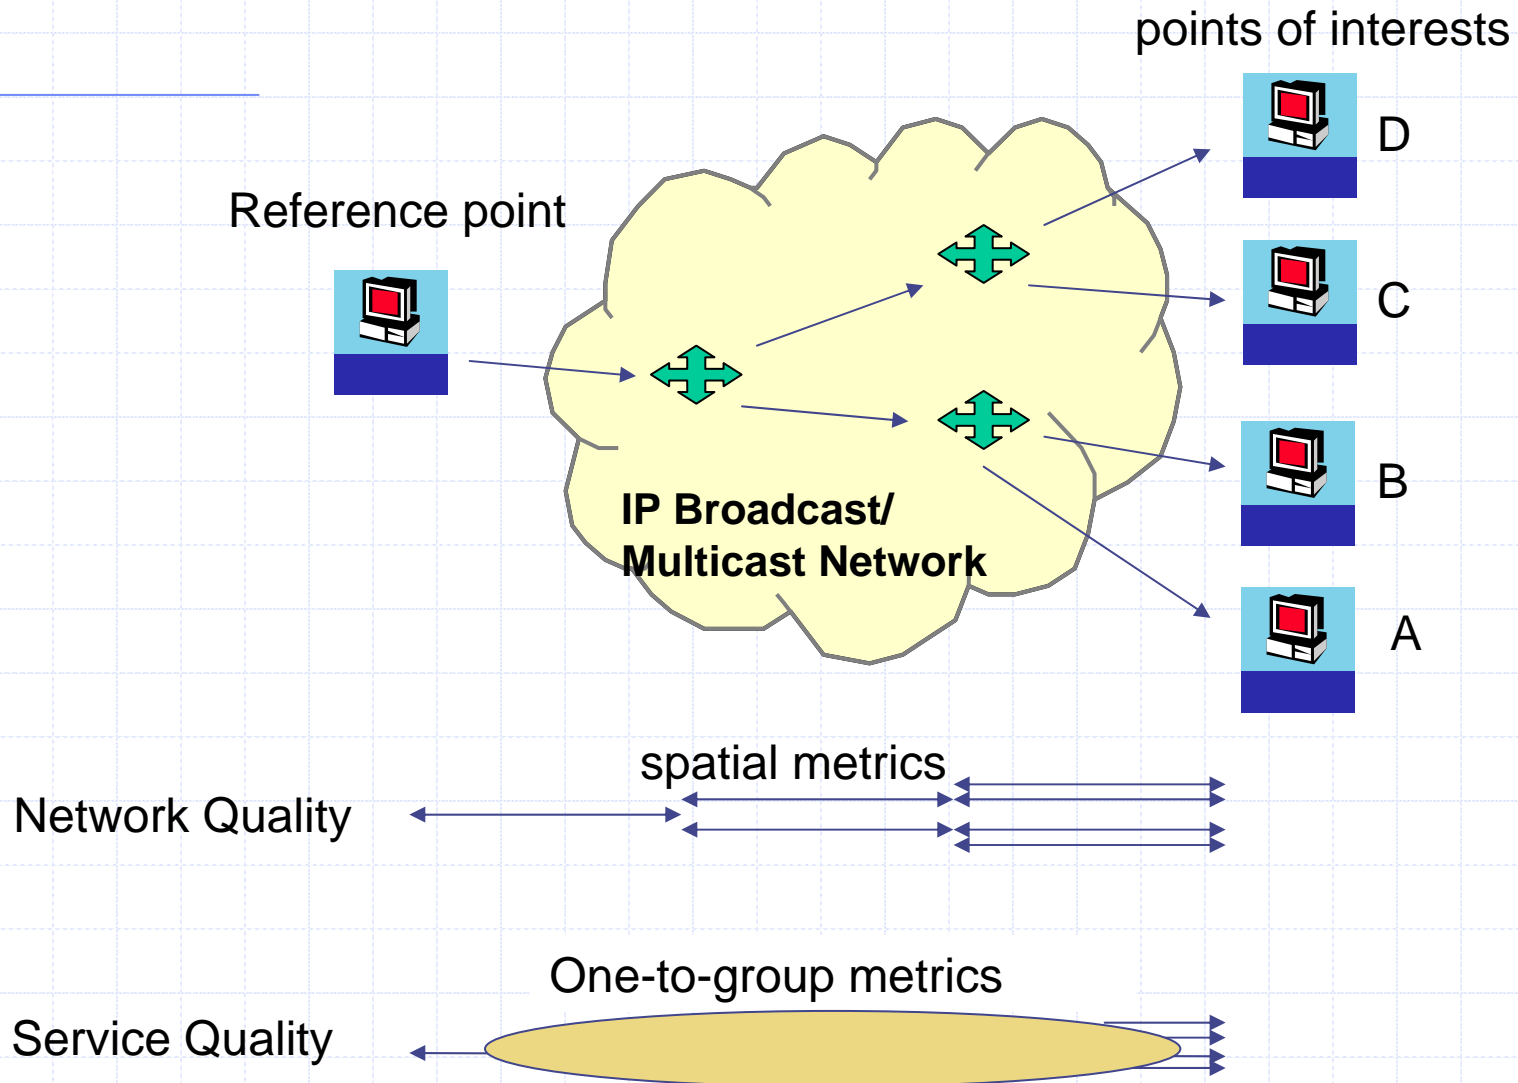 points of interests
D
Reference point
C
B
IP Broadcast/
Multicast Network
A
spatial metrics
Network Quality
One-to-group metrics
Service Quality